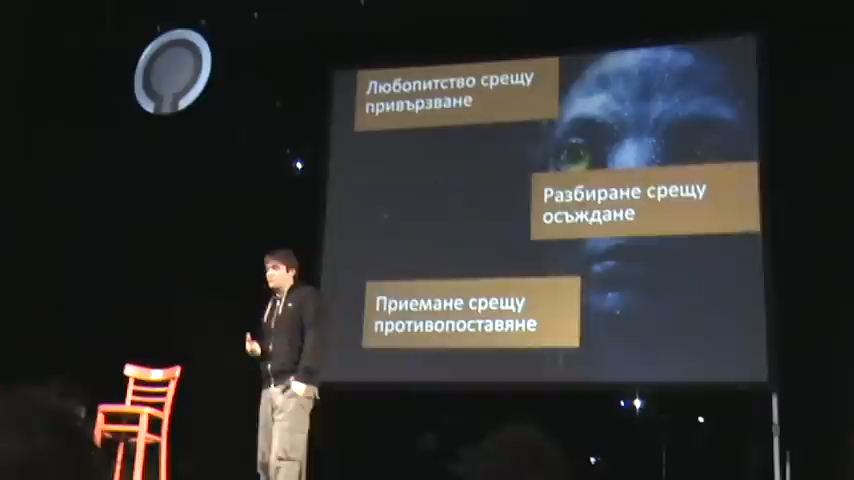 Любопитство срещу
привързване
Разбиране срещу
осъждане
Приемане срещу
противопоставяне